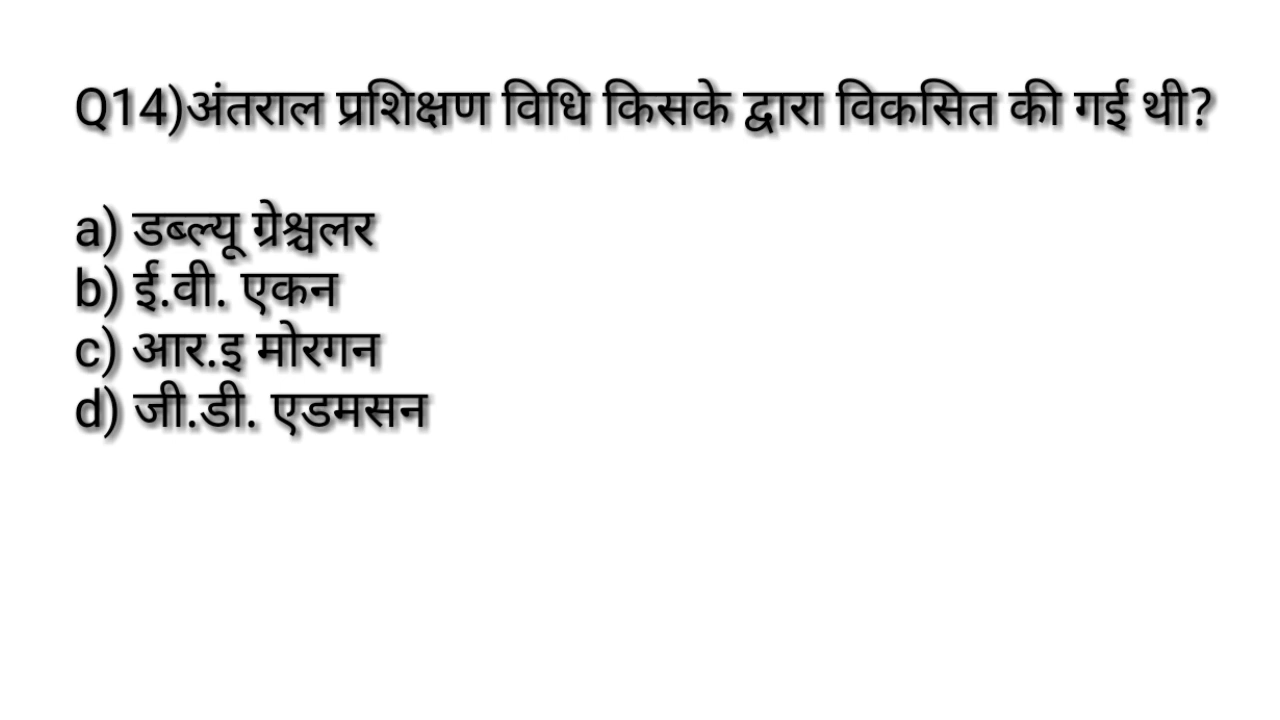 Q14)अंतराल प्रशिक्षण विधि किसके द्वारा विकसित की गई थी?
a) डब्ल्यू ग्रेश्चलर
b) ई.वी. एकन
c) आर.इ मोरगन
d) जी.डी. एडमसन